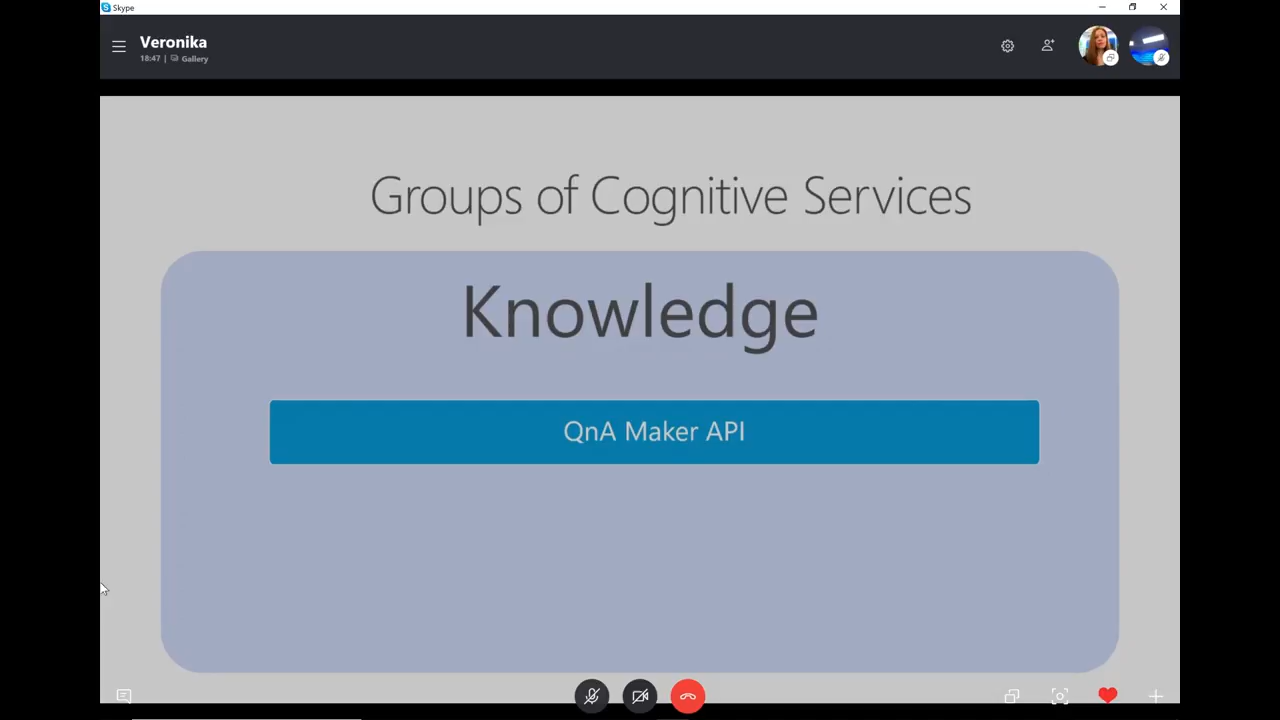 Skype
Veronika
18:47 | Gallery
Groups of Cognitive Services
Knowledge
QnA Maker API